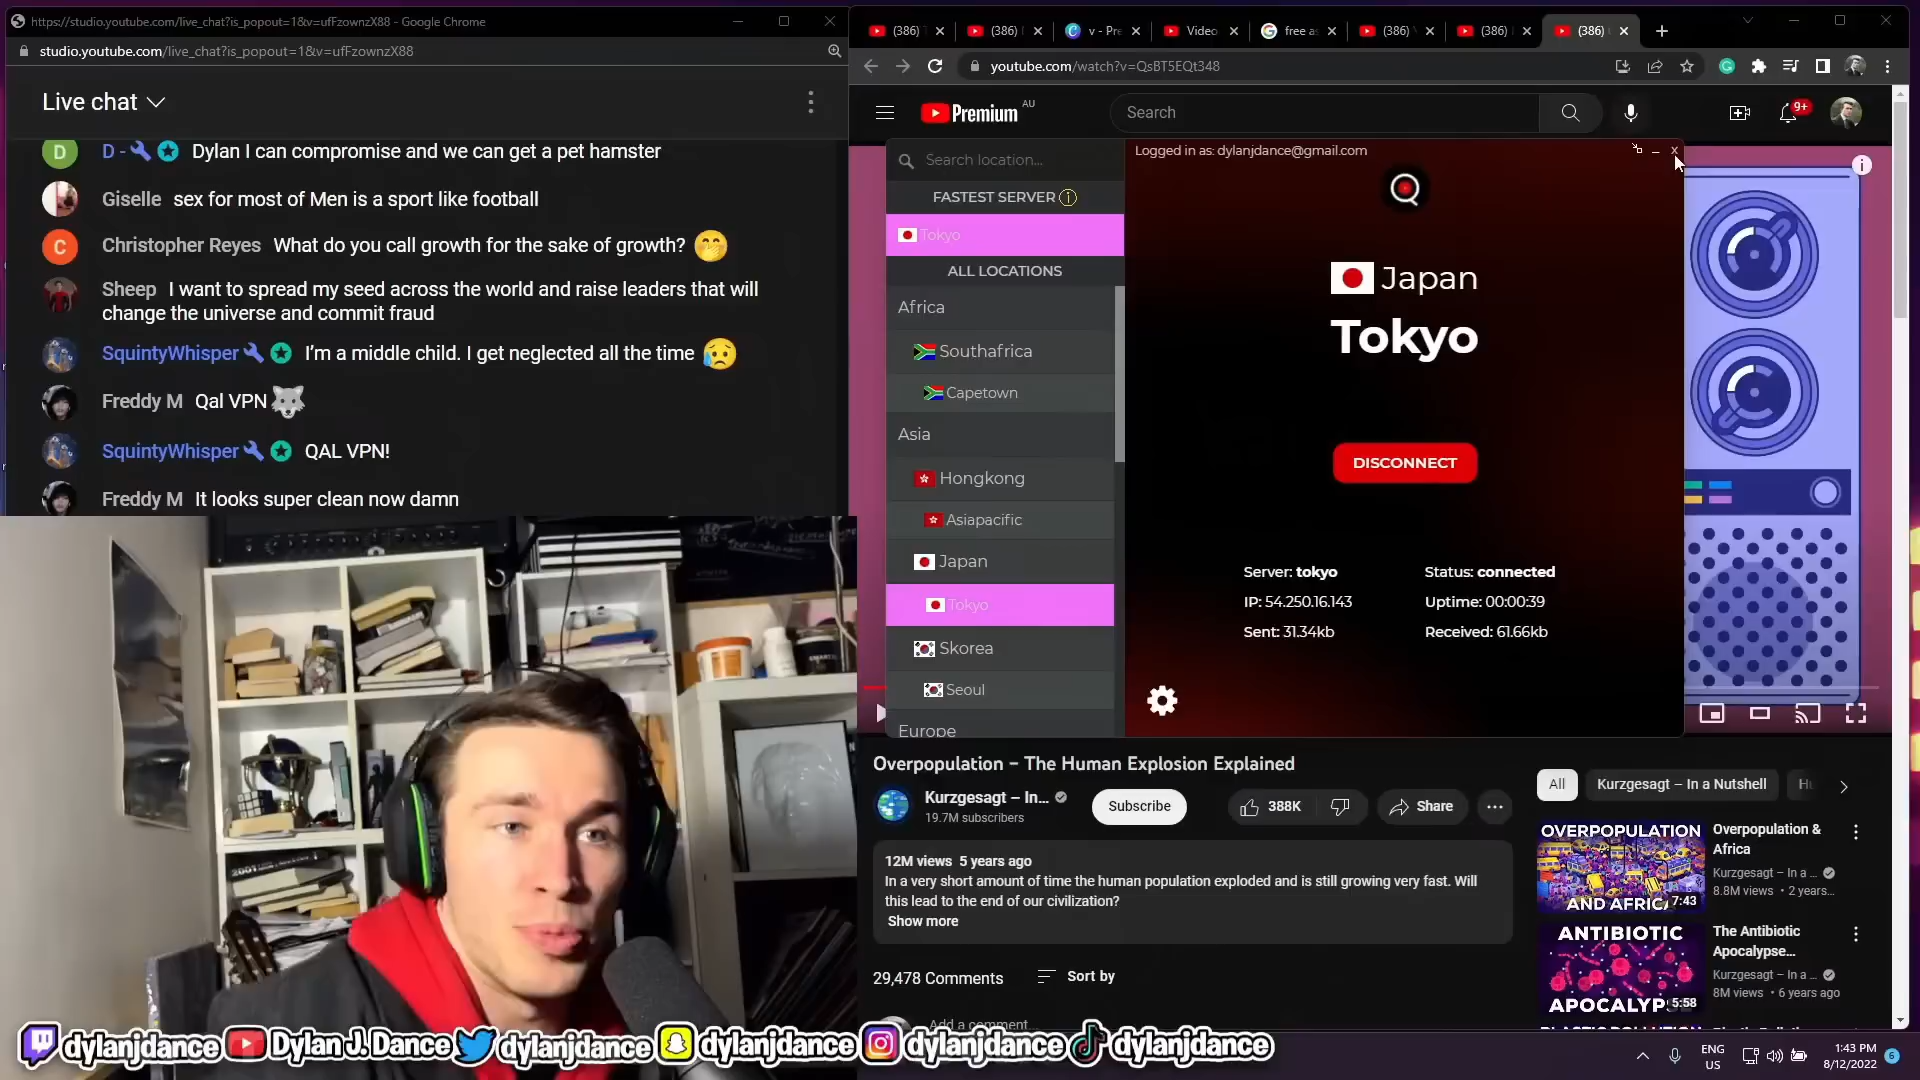 https://studio.youtube.com/live_chat?is_popout=1&v=ufFzownzX88 - Google Chrome
studio.youtube.com/live_chat?is_popout=1&v=ufFzownzX88
Live chat
D
D - Dylan I can compromise and we can get a pet hamster
Giselle sex for most of Men is a sport like football
C
Christopher Reyes What do you call growth for the sake of growth?
Sheep I want to spread my seed across the world and raise leaders that will
change the universe and commit fraud
SquintyWhisper I'm a middle child. I get neglected all the time
Freddy M Qal VPN
SquintyWhisper QAL VPN!
Freddy M It looks super clean now damn
(386)
(386)
v - Pre
Video
free a
(386)
(386)
(386)
youtube.com/watch?v=QsBT5EQt348
Premium AU
Search
9+
Search location...
FASTEST SERVER
Tokyo
ALL LOCATIONS
Africa
Southafrica
Capetown
Asia
Hongkong
Asiapacific
Japan
Tokyo
Skorea
Seoul
Europe
Logged in as: dylanjdance@gmail.com
Japan
Tokyo
DISCONNECT
Server: tokyo
IP: 54.250.16.143
Sent: 31.34kb
Status: connected
Uptime: 00:00:39
Received: 61.66kb
Overpopulation – The Human Explosion Explained
Kurzgesagt – In...
19.7M subscribers
Subscribe
388K
Share
12M views 5 years ago
In a very short amount of time the human population exploded and is still growing very fast. Will
this lead to the end of our civilization?
Show more
29,478 Comments
Sort by
Add a comment...
All
Kurzgesagt – In a Nutshell
OVERPOPULATION
AND AFRICA
7:43
Overpopulation &
Africa
Kurzgesagt – In a ...
8.8M views • 2 years...
ANTIBIOTIC
APOCALYPSE
5:58
The Antibiotic
Apocalypse...
Kurzgesagt – In a ...
8M views • 6 years ago
2001
dylanjdance
Dylan J. Dance
dylanjdance
dylanjdance
dylanjdance
dylanjdance
ENG
US
1:43 PM
8/12/2022
6